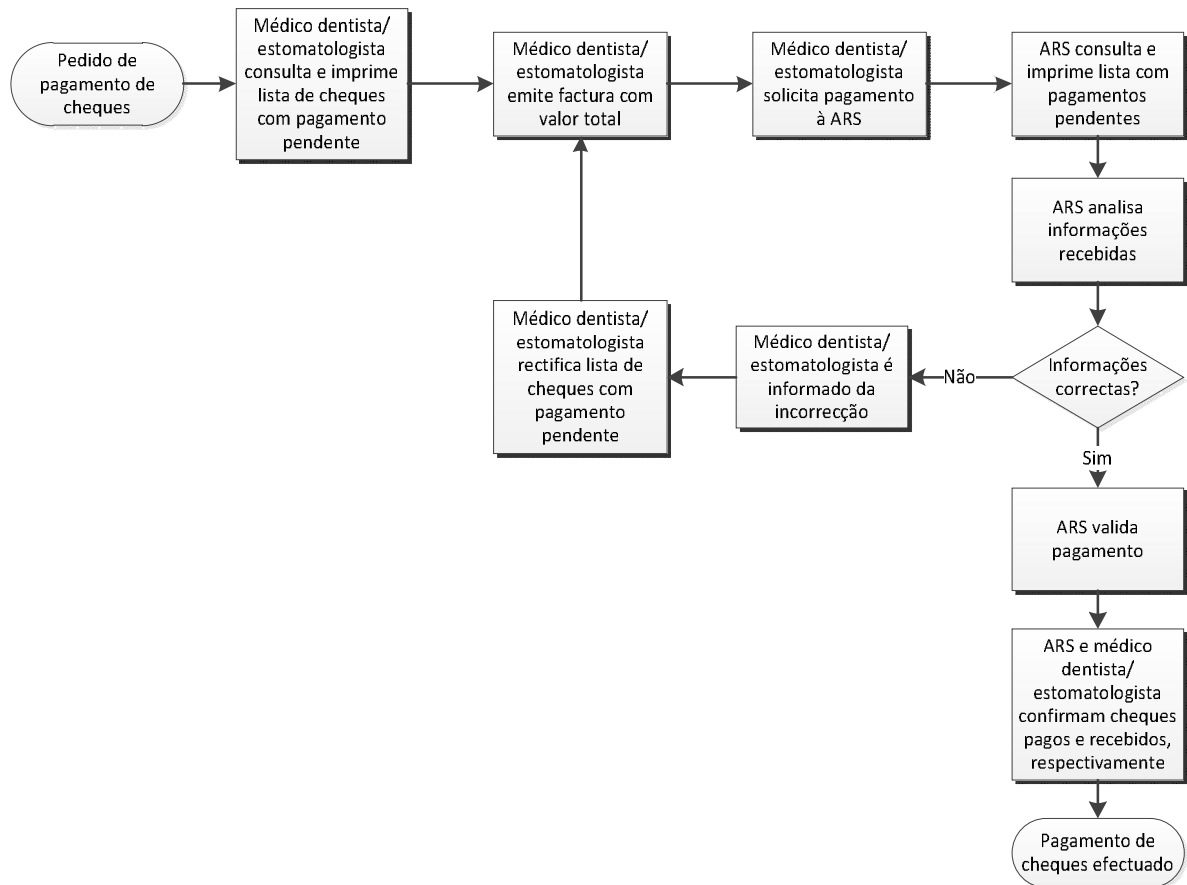 Pedido de
pagamento de
cheques
Médico dentista/
estomatologista
consulta e imprime
lista de cheques
com pagamento
pendente
Médico dentista/
estomatologista
emite factura com
valor total
Médico dentista/
estomatologista
solicita pagamento
à ARS
ARS consulta e
imprime lista com
pagamentos
pendentes
ARS analisa
informações
recebidas
Informações
correctas?
Não
Médico dentista/
estomatologista é
informado da
incorrecção
Médico dentista/
estomatologista
rectifica lista de
cheques com
pagamento
pendente
Sim
ARS valida
pagamento
ARS e médico
dentista/
estomatologista
confirmam cheques
pagos e recebidos,
respectivamente
Pagamento de
cheques efectuado